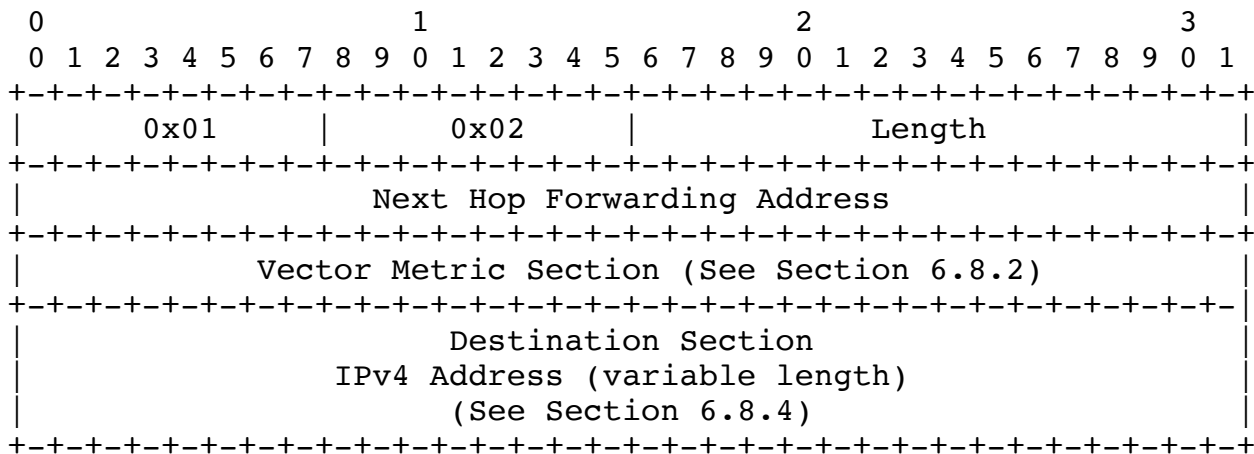 0                   1                   2                   3
 0 1 2 3 4 5 6 7 8 9 0 1 2 3 4 5 6 7 8 9 0 1 2 3 4 5 6 7 8 9 0 1
+-+-+-+-+-+-+-+-+-+-+-+-+-+-+-+-+-+-+-+-+-+-+-+-+-+-+-+-+-+-+-+-+
|      0x01     |      0x02     |            Length             |
+-+-+-+-+-+-+-+-+-+-+-+-+-+-+-+-+-+-+-+-+-+-+-+-+-+-+-+-+-+-+-+-+
|                  Next Hop Forwarding Address                  |
+-+-+-+-+-+-+-+-+-+-+-+-+-+-+-+-+-+-+-+-+-+-+-+-+-+-+-+-+-+-+-+-+
|            Vector Metric Section (See Section 6.8.2)          |
+-+-+-+-+-+-+-+-+-+-+-+-+-+-+-+-+-+-+-+-+-+-+-+-+-+-+-+-+-+-+-+-|
|                      Destination Section                      |
|                IPv4 Address (variable length)                 |
|                      (See Section 6.8.4)                      |
+-+-+-+-+-+-+-+-+-+-+-+-+-+-+-+-+-+-+-+-+-+-+-+-+-+-+-+-+-+-+-+-+